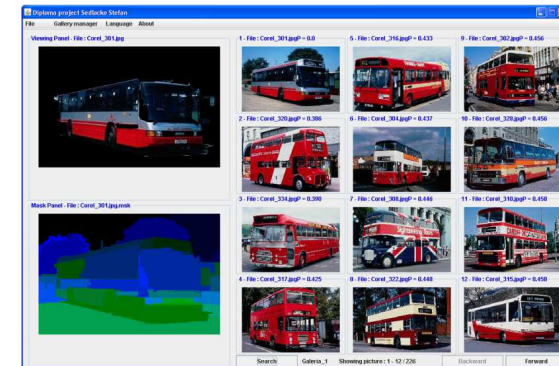 Diploma project Sedlacko Stefan
File Gallery manager Language About
Viewing Panel - File : Corel_301.jpg
Mask Panel - File : Corel_301.jpg.msk
1 - File : Corel_301.jpgP = 0.0
5 - File : Corel_316.jpgP = 0.433
9 - File : Corel_302.jpgP = 0.456
2 - File : Corel_320.jpgP = 0.386
6 - File : Corel_304.jpgP = 0.437
10 - File : Corel_328.jpgP = 0.456
3 - File : Corel_334.jpgP = 0.390
7 - File : Corel_308.jpgP = 0.446
11 - File : Corel_310.jpgP = 0.458
Sightseeing Tours
4 - File : Corel_317.jpgP = 0.425
8 - File : Corel_322.jpgP = 0.448
12 - File : Corel_315.jpgP = 0.458
Search Galeria_1 Showing picture : 1 - 12 / 226 Backward Forward